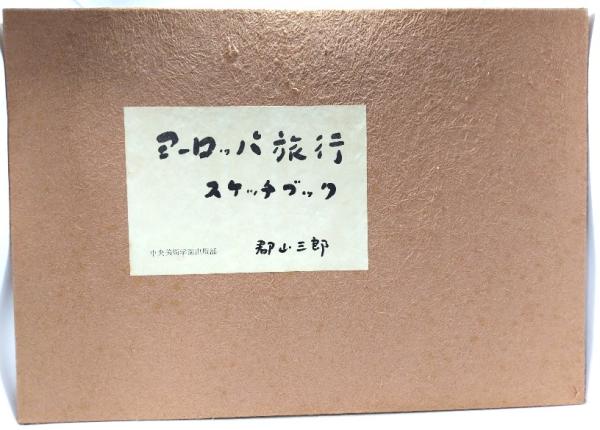 ヨーロッパ旅行
スケッチブック
中央美術学園出版部
郡山三郎